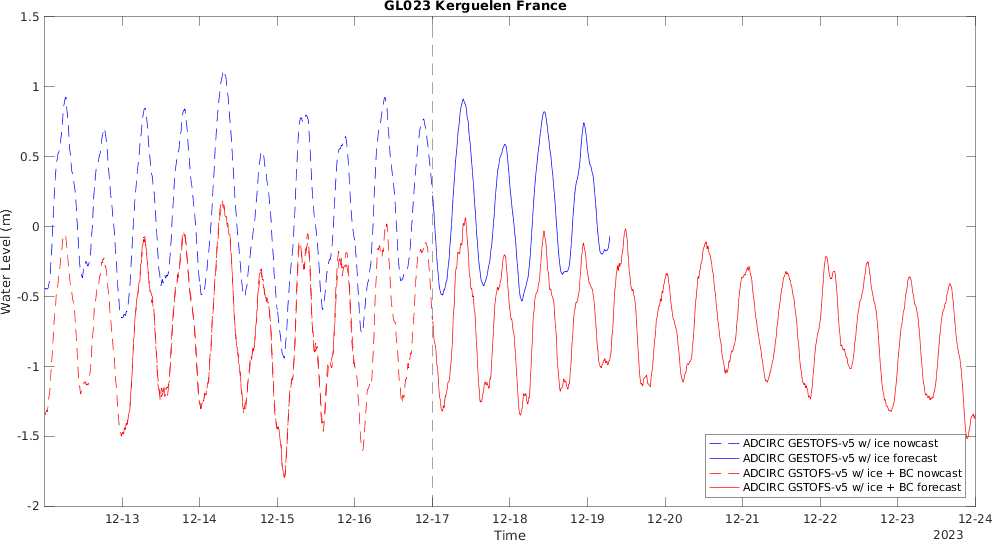 GL023 Kerguelen France
1.5
1
0.5
0
-0.5
-1
-1.5
-2
Water Level (m)
ADCIRC GESTOFS-v5 w/ ice nowcast
ADCIRC GESTOFS-v5 w/ ice forecast
ADCIRC GSTOFS-v5 w/ ice + BC nowcast
ADCIRC GSTOFS-v5 w/ ice + BC forecast
12-13 12-14 12-15 12-16 12-17 12-18 12-19 12-20 12-21 12-22 12-23 12-24
Time
2023